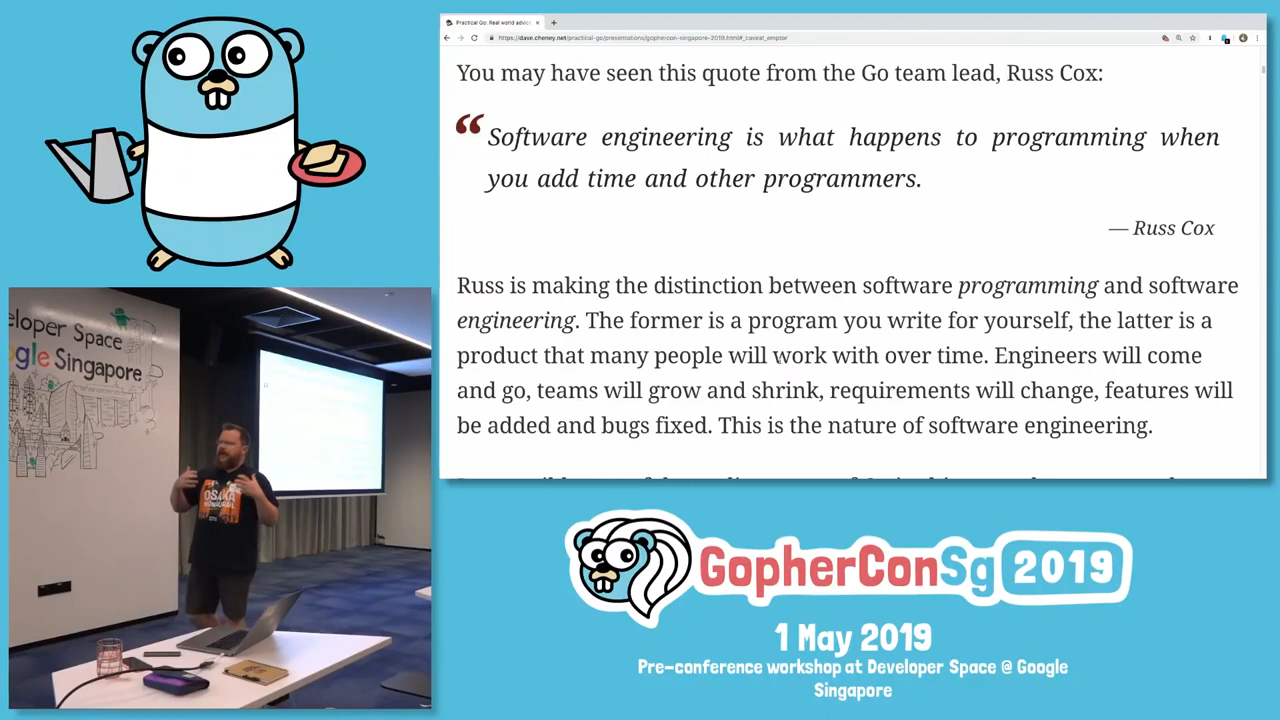 Practical Go: Real world advic
https://dave.cheney.net/practical-go/presentations/gophercon-singapore-2019.html#_caveat_emptor
You may have seen this quote from the Go team lead, Russ Cox:
“ Software engineering is what happens to programming when
you add time and other programmers.
— Russ Cox
Russ is making the distinction between software programming and software
engineering. The former is a program you write for yourself, the latter is a
product that many people will work with over time. Engineers will come
and go, teams will grow and shrink, requirements will change, features will
be added and bugs fixed. This is the nature of software engineering.
eloper Space
gle Singapore
OSAKA
GopherConSg 2019
1 May 2019
Pre-conference workshop at Developer Space @ Google
Singapore